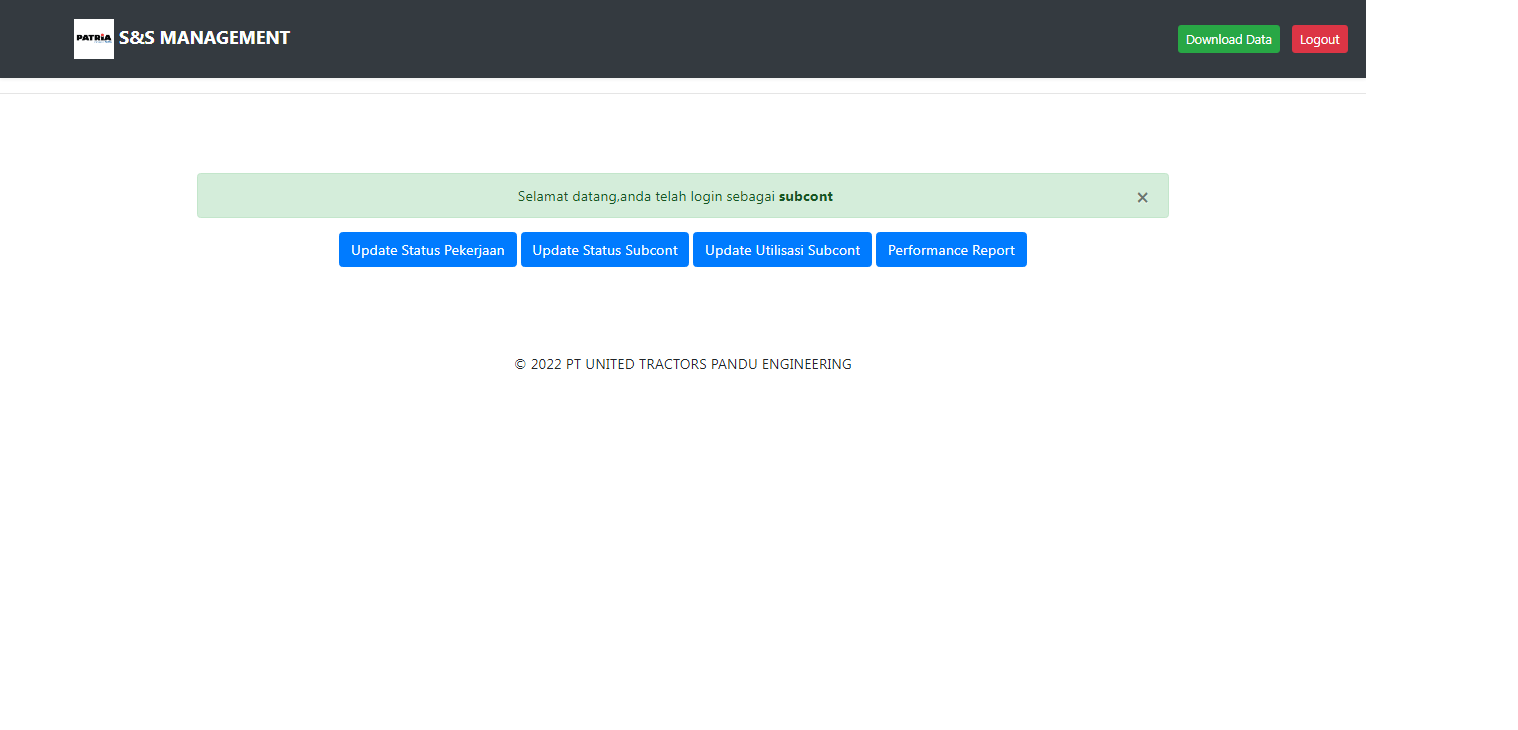 PATRIA S&S MANAGEMENT
Download Data
Logout
Selamat datang,anda telah login sebagai subcont ×
Update Status Pekerjaan
Update Status Subcont
Update Utilisasi Subcont
Performance Report
© 2022 PT UNITED TRACTORS PANDU ENGINEERING